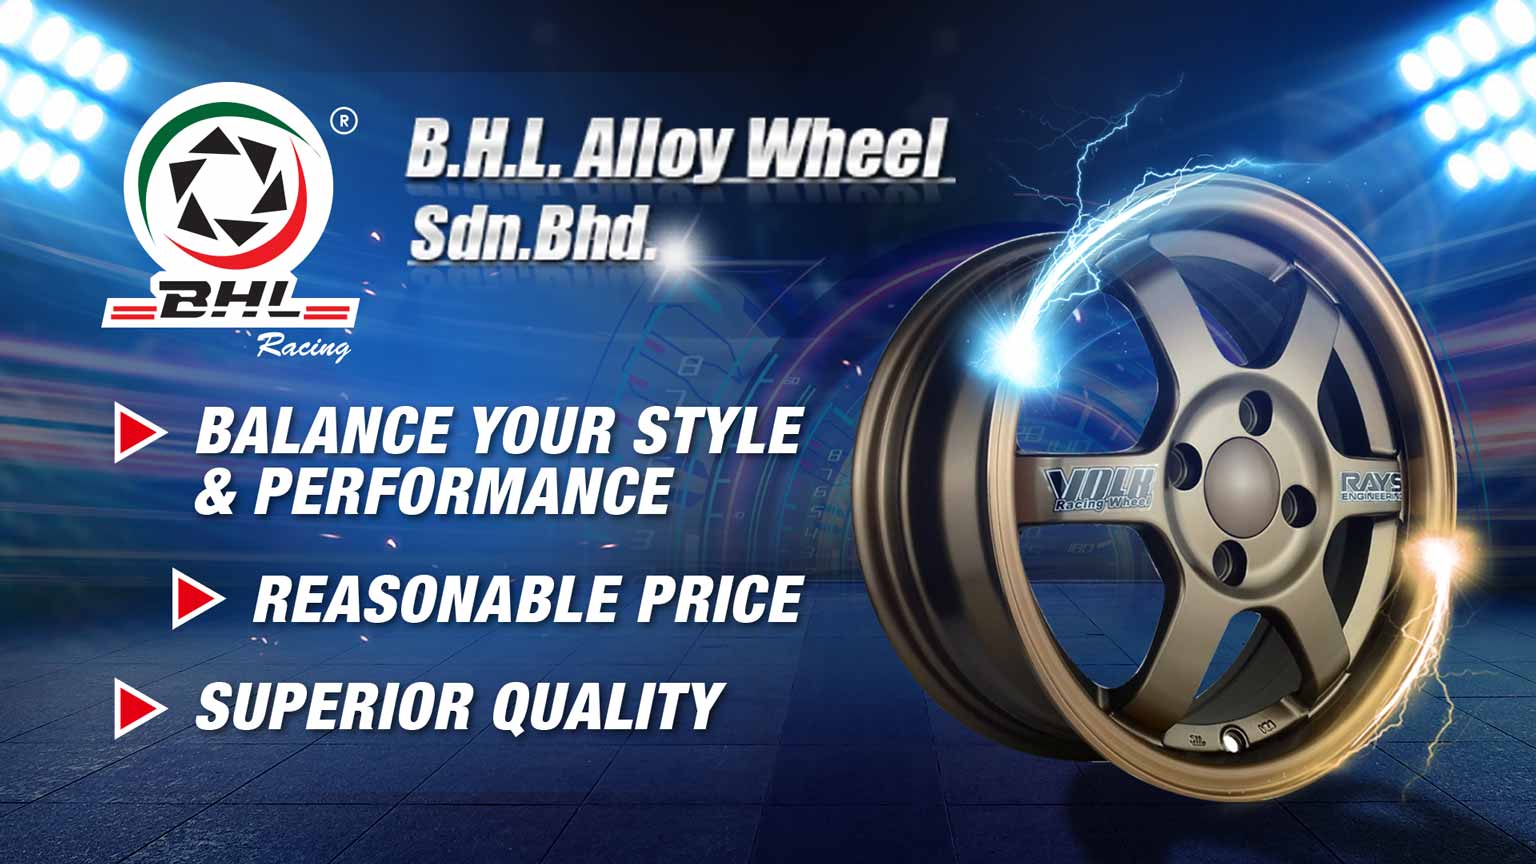 ®
B.H.L. Alloy Wheel
Sdn.Bhd.
BHL
Racing
BALANCE YOUR STYLE
& PERFORMANCE
REASONABLE PRICE
SUPERIOR QUALITY
VOLK
Racing Wheel
RAYS
ENGINEERING